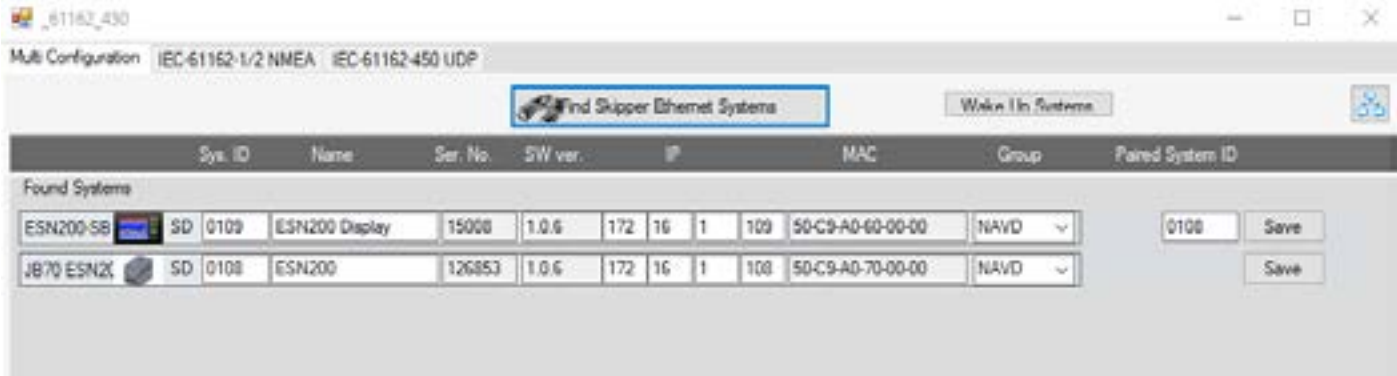 _61162_450
Multi Configuration IEC-61162-1/2 NMEA IEC-61162-450 UDP
Find Skipper Ethernet Systems Wake Up Systems
Sys. ID Name Ser. No. SW ver. IP MAC Group Paired System ID
Found Systems
ESN200-SB SD 0109 ESN200 Display 15008 1.0.6 172 16 1 109 50-C9-A0-60-00-00 NAVD 0108 Save
JB70 ESN20 SD 0108 ESN200 126853 1.0.6 172 16 1 108 50-C9-A0-70-00-00 NAVD Save